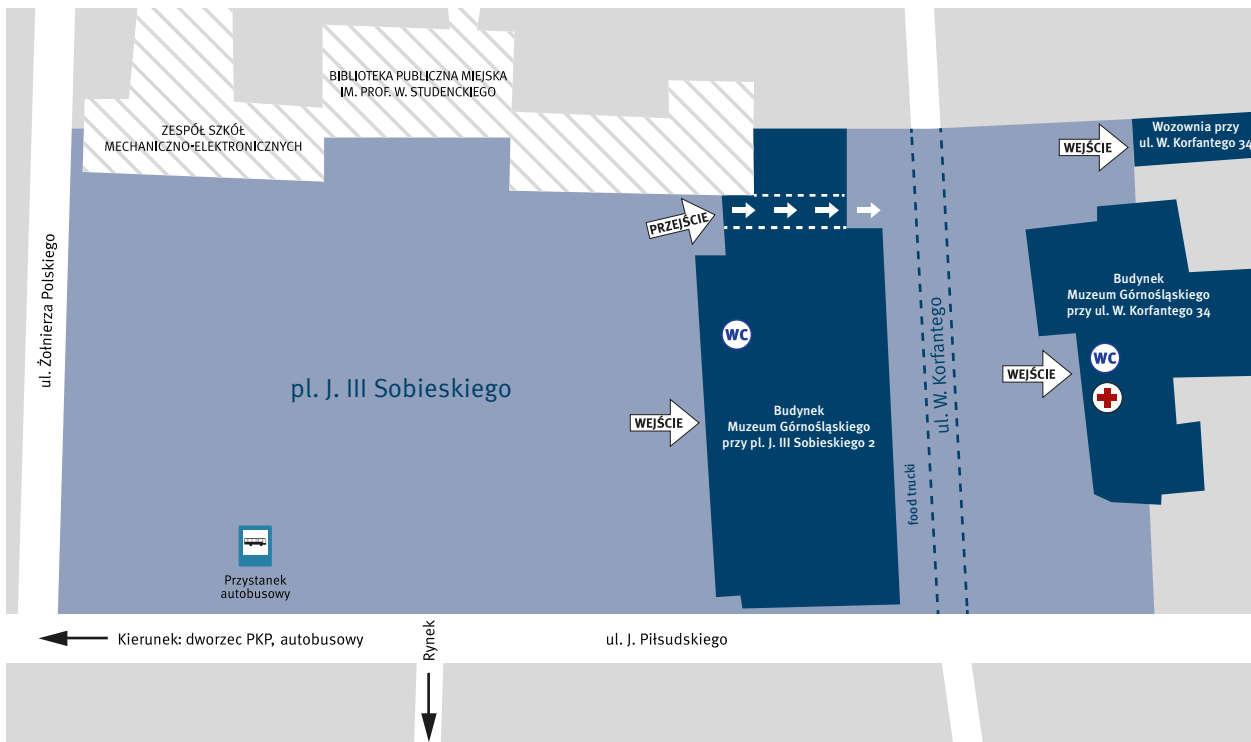 BIBLIOTEKA PUBLICZNA MIEJSKA
IM. PROF. W. STUDENCKIEGO
ZESPÓŁ SZKÓŁ
MECHANICZNO-ELEKTRONICZNYCH
WEJŚCIE
Wozownia przy
ul. W. Korfantego 34
PRZEJŚCIE
ul. Żołnierza Polskiego
pl. J. III Sobieskiego
WC
WEJŚCIE
Budynek
Muzeum Górnośląskiego
przy pl. J. III Sobieskiego 2
food trucki
ul. W. Korfantego
Budynek
Muzeum Górnośląskiego
przy ul. W. Korfantego 34
WEJŚCIE
WC
Przystanek
autobusowy
Kierunek: dworzec PKP, autobusowy
Rynek
ul. J. Piłsudskiego